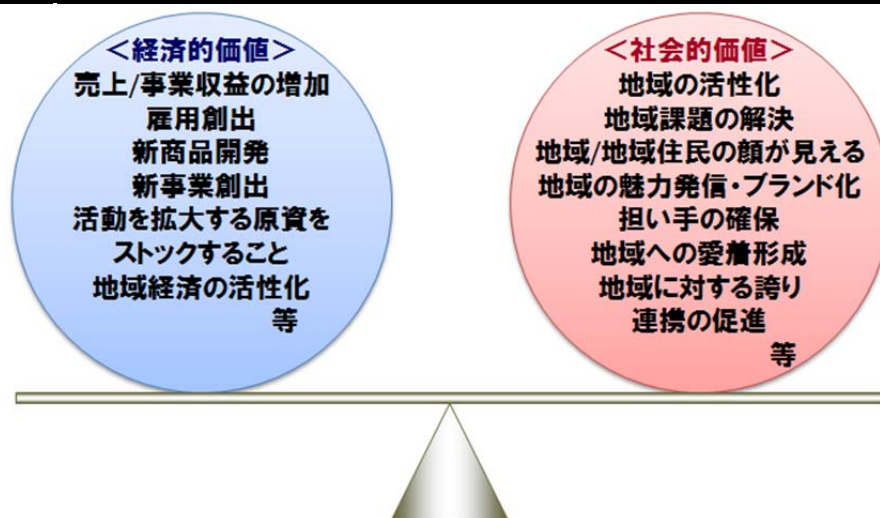 ＜経済的価値＞
売上/事業収益の増加
雇用創出
新商品開発
新事業創出
活動を拡大する原資を
ストックすること
地域経済の活性化
等
＜社会的価値＞
地域の活性化
地域課題の解決
地域/地域住民の顔が見える
地域の魅力発信・ブランド化
担い手の確保
地域への愛着形成
地域に対する誇り
連携の促進
等